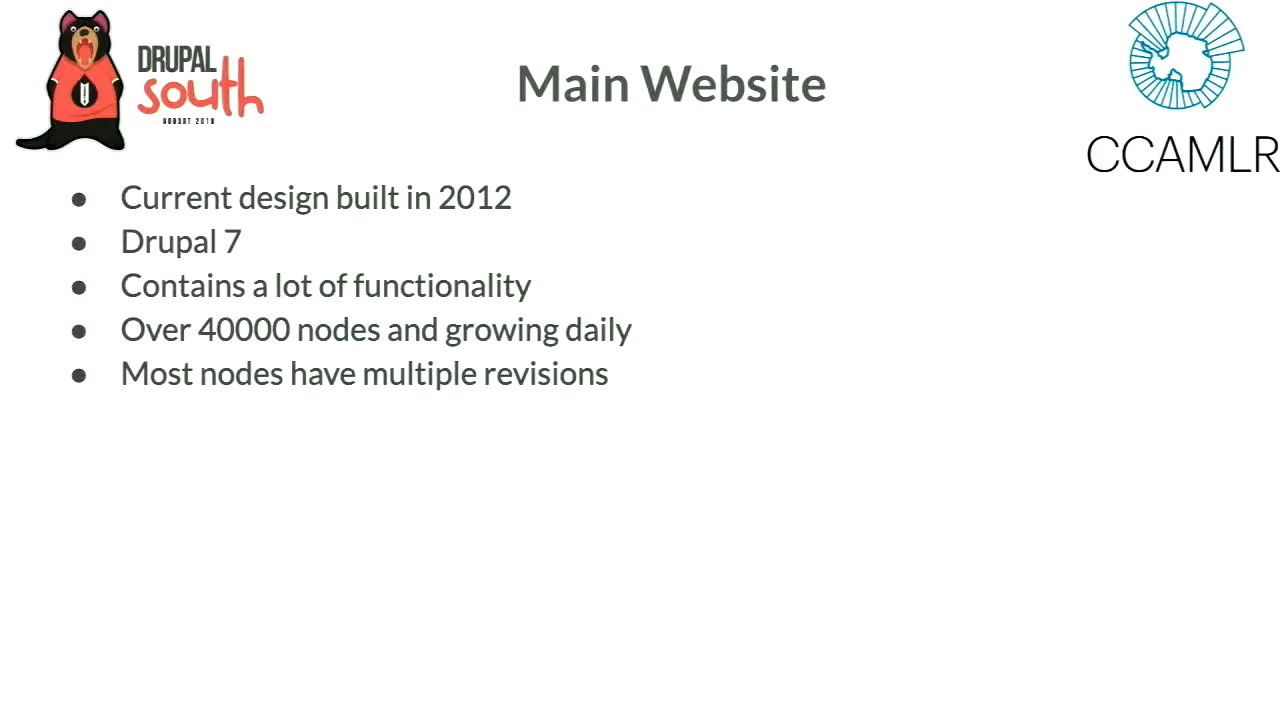 DRUPAL
south
HOBART 2019
Main Website
CCAMLR
● Current design built in 2012
● Drupal 7
● Contains a lot of functionality
● Over 40000 nodes and growing daily
● Most nodes have multiple revisions